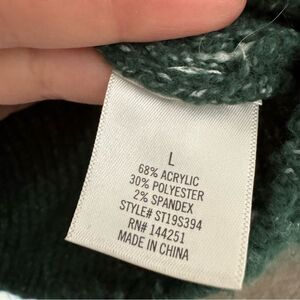 L
68% ACRYLIC
30% POLYESTER
2% SPANDEX
STYLE# ST19S394
RN# 144251
MADE IN CHINA